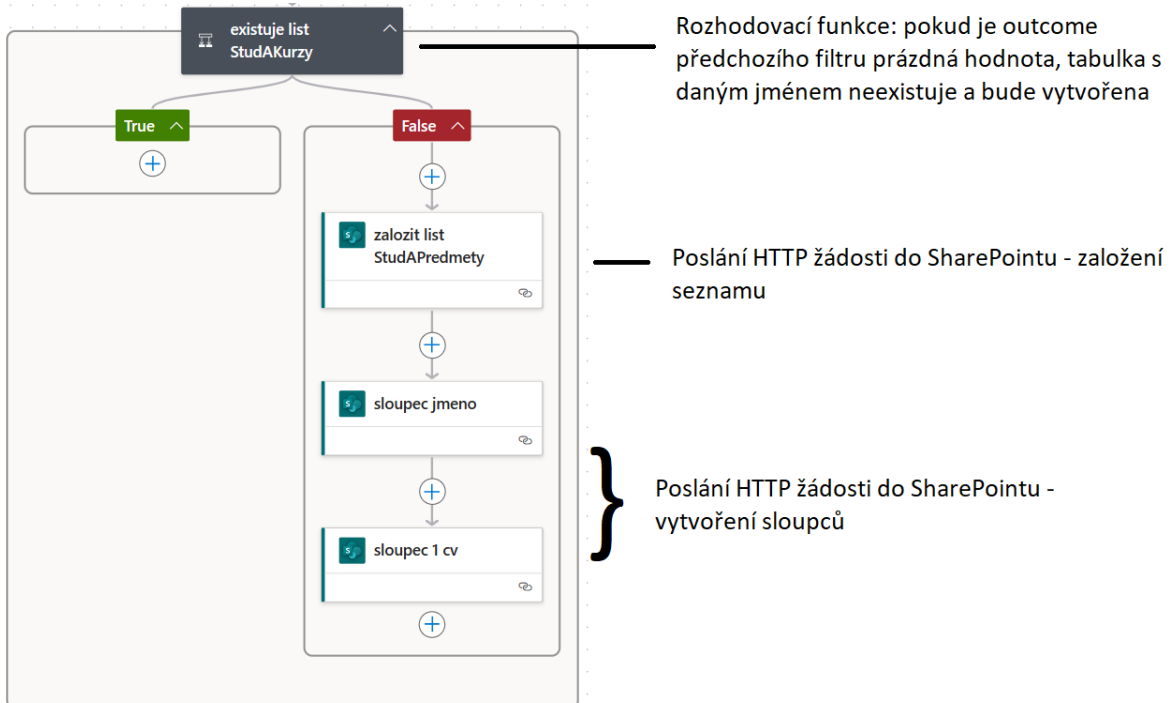 existuje list
StudAKurzy
Rozhodovací funkce: pokud je outcome
předchozího filtru prázdná hodnota, tabulka s
daným jménem neexistuje a bude vytvořena
True
False
založit list
StudAPredmety
Poslání HTTP žádosti do SharePointu - založení
seznamu
sloupec jmeno
Poslání HTTP žádosti do SharePointu -
vytvoření sloupců
sloupec 1 cv